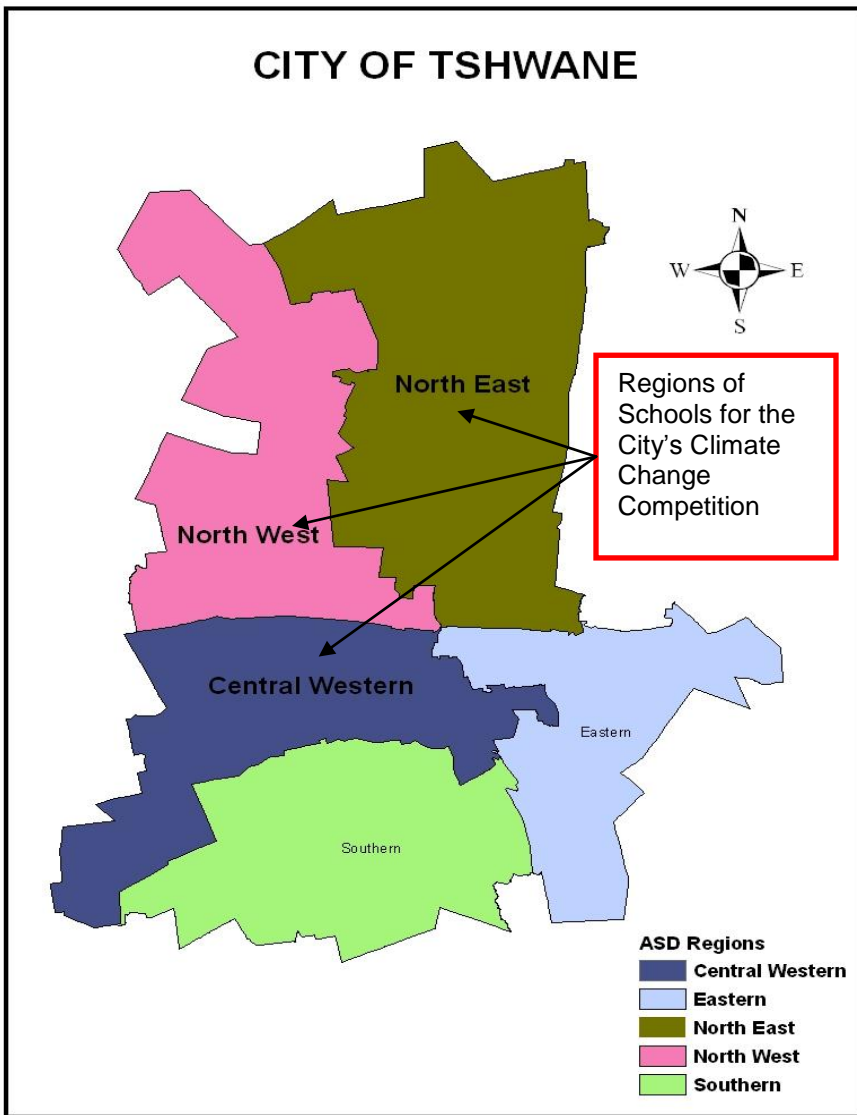 CITY OF TSHWANE
N
W E
S
North East
Regions of
Schools for the
City’s Climate
Change
Competition
North West
Central Western
Eastern
Southern
ASD Regions
Central Western
Eastern
North East
North West
Southern